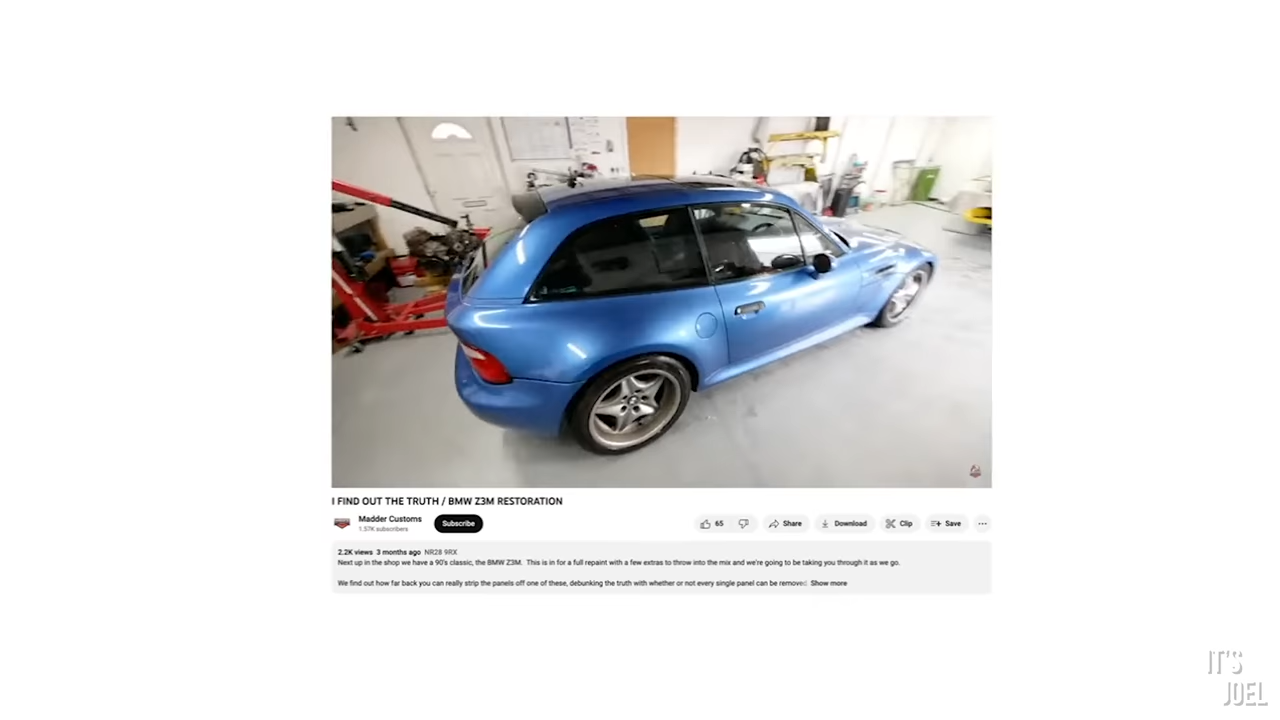 I FIND OUT THE TRUTH / BMW Z3M RESTORATION
Madder Customs
1.57K subscribers
Subscribe
65
Share
Download
Clip
Save
2.2K views 3 months ago NR28 9RX
Next up in the shop we have a 90's classic, the BMW Z3M. This is in for a full repaint with a few extras to throw into the mix and we're going to be taking you through it as we go.
We find out how far back you can really strip the panels off one of these, debunking the truth with whether or not every single panel can be removed Show more
IT'S
JOEL